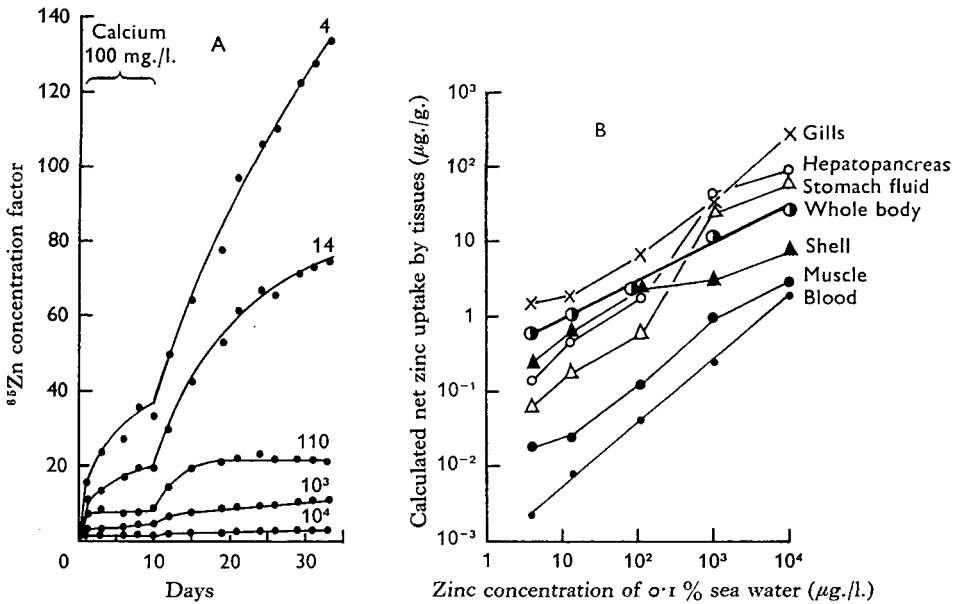 140
120
100
80
60
40
20
0
⁶⁵Zn concentration factor
Calcium
100 mg./l.
A
4
14
110
10³
10⁴
0
10
20
30
Days
B
10³
10²
10
1
10⁻¹
10⁻²
10⁻³
Calculated net zinc uptake by tissues (μg./g.)
Gills
Hepatopancreas
Stomach fluid
Whole body
Shell
Muscle
Blood
1
10
10²
10³
10⁴
Zinc concentration of 0·1 % sea water (μg./l.)